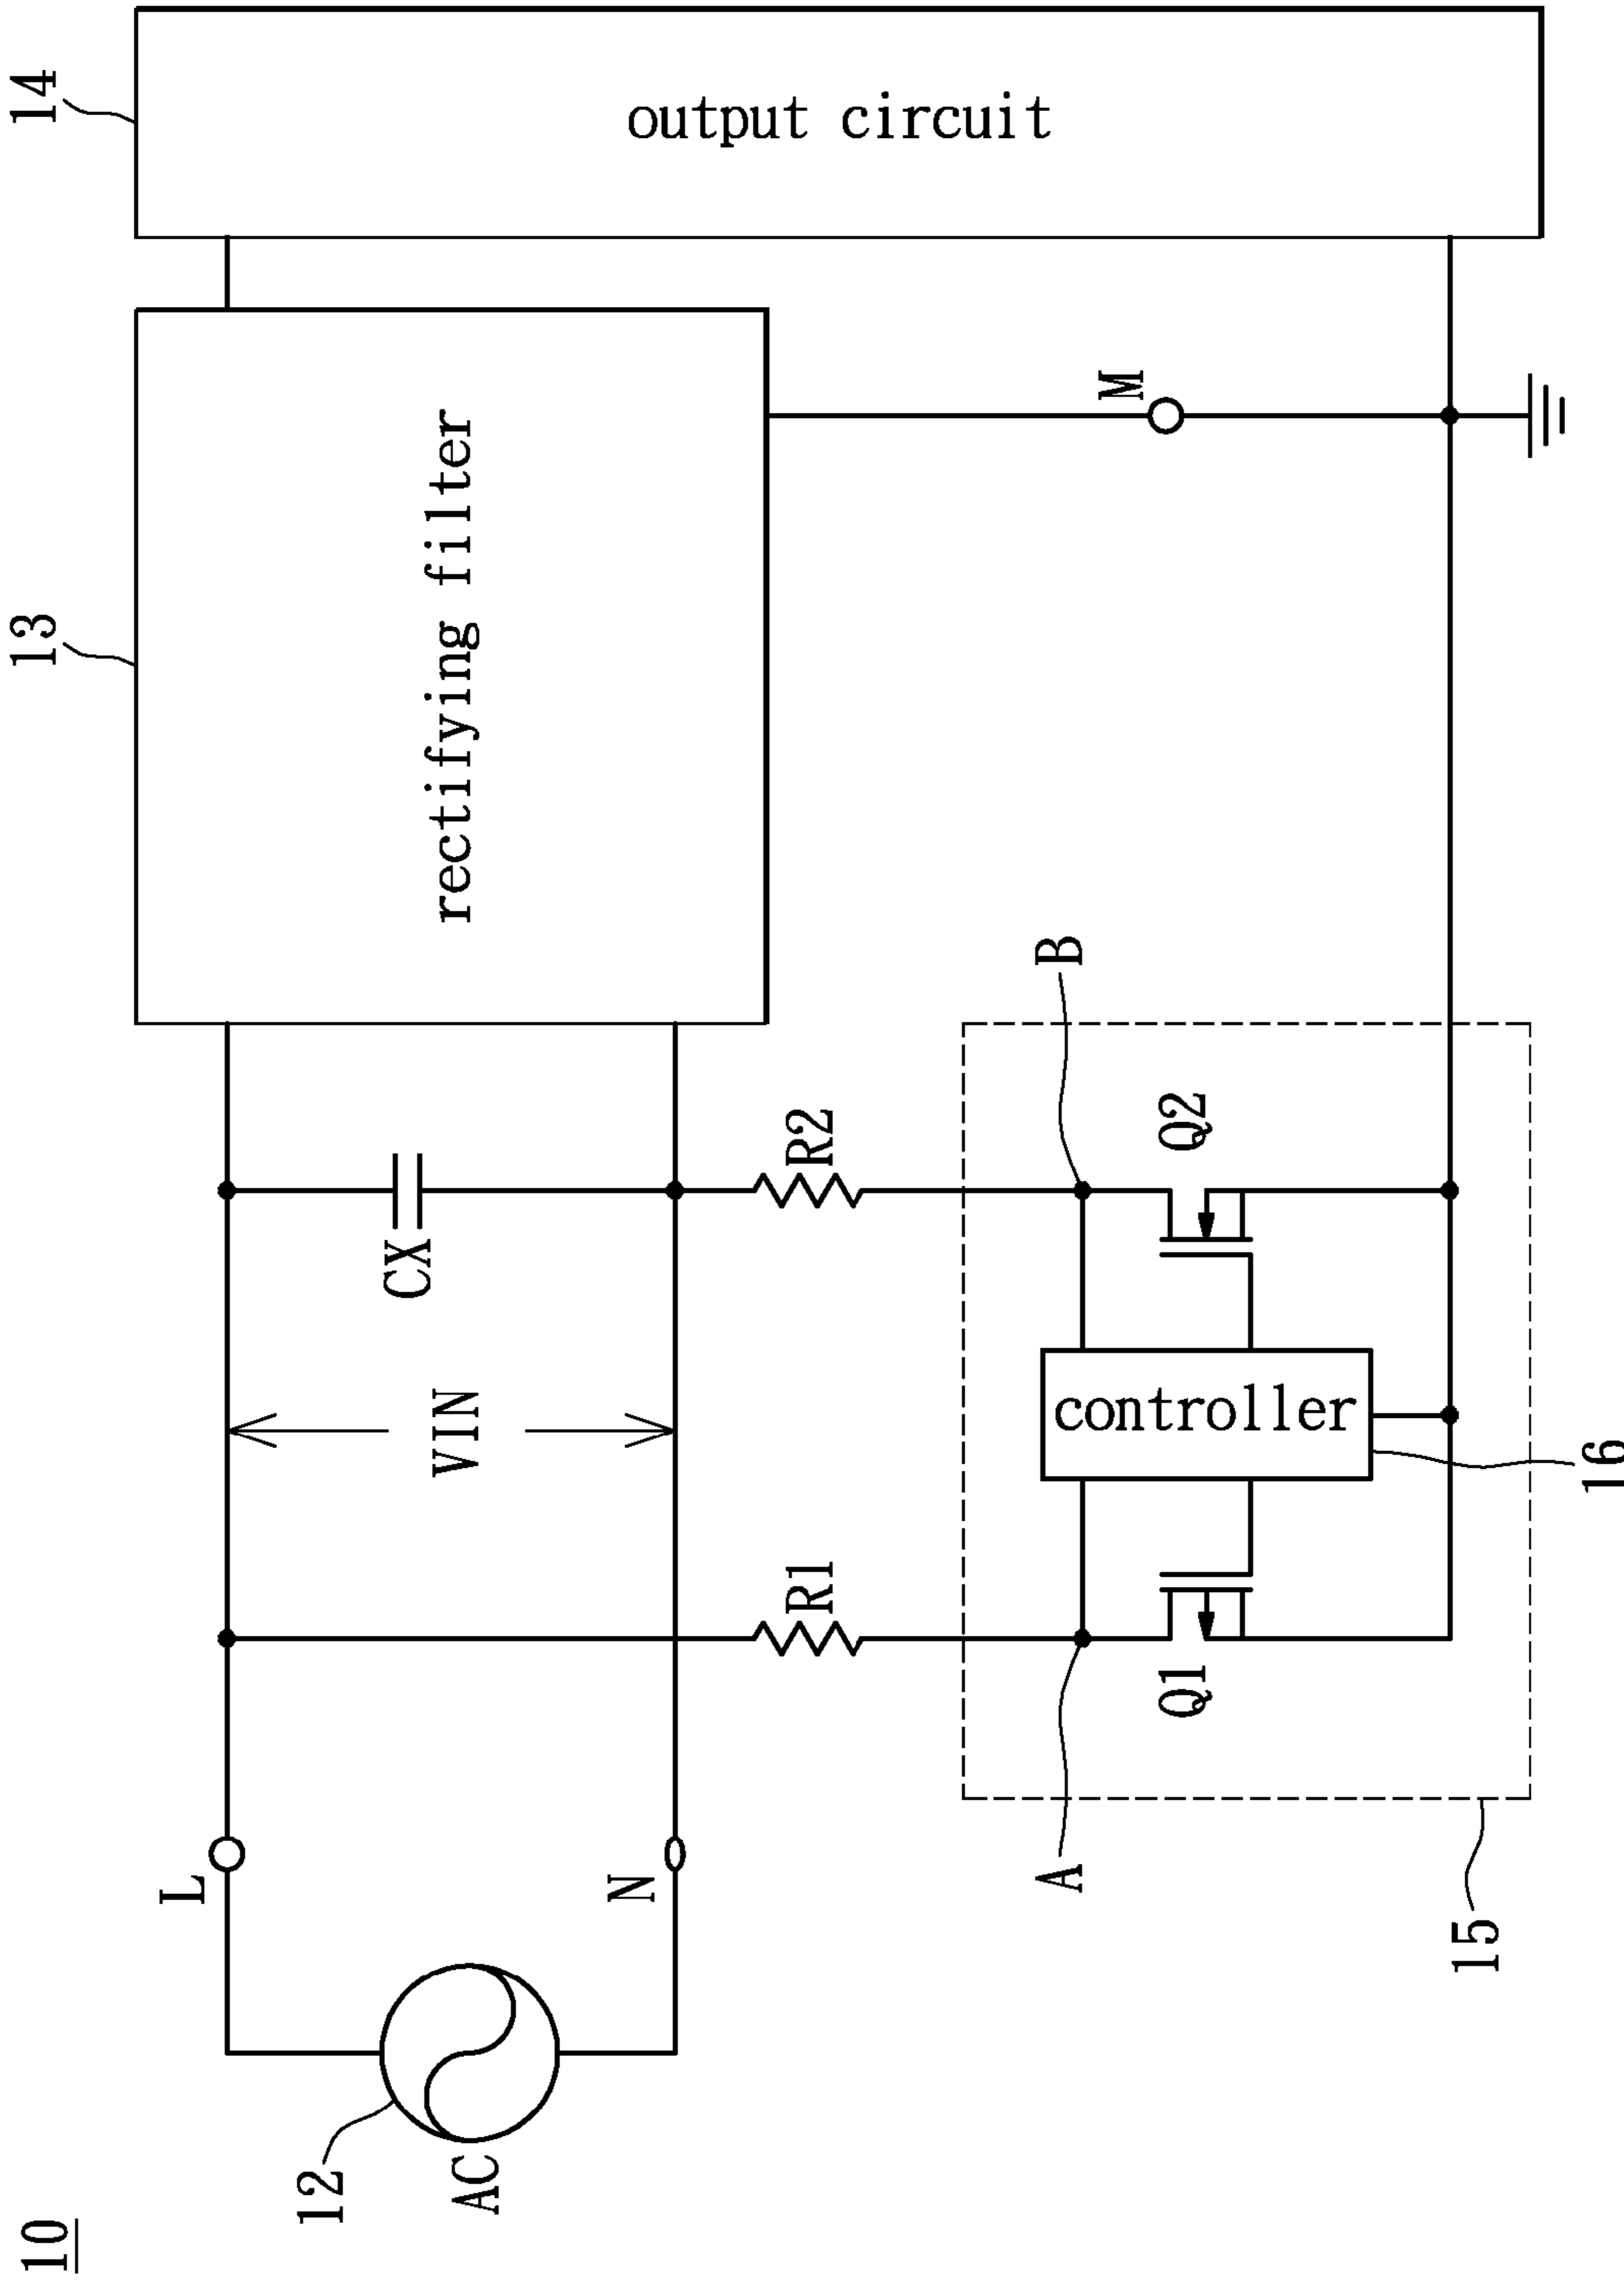 10
12
AC
L
N
VIN
CX
R1
R2
13
rectifying filter
14
output circuit
M
A
B
Q1
Q2
controller
15
16